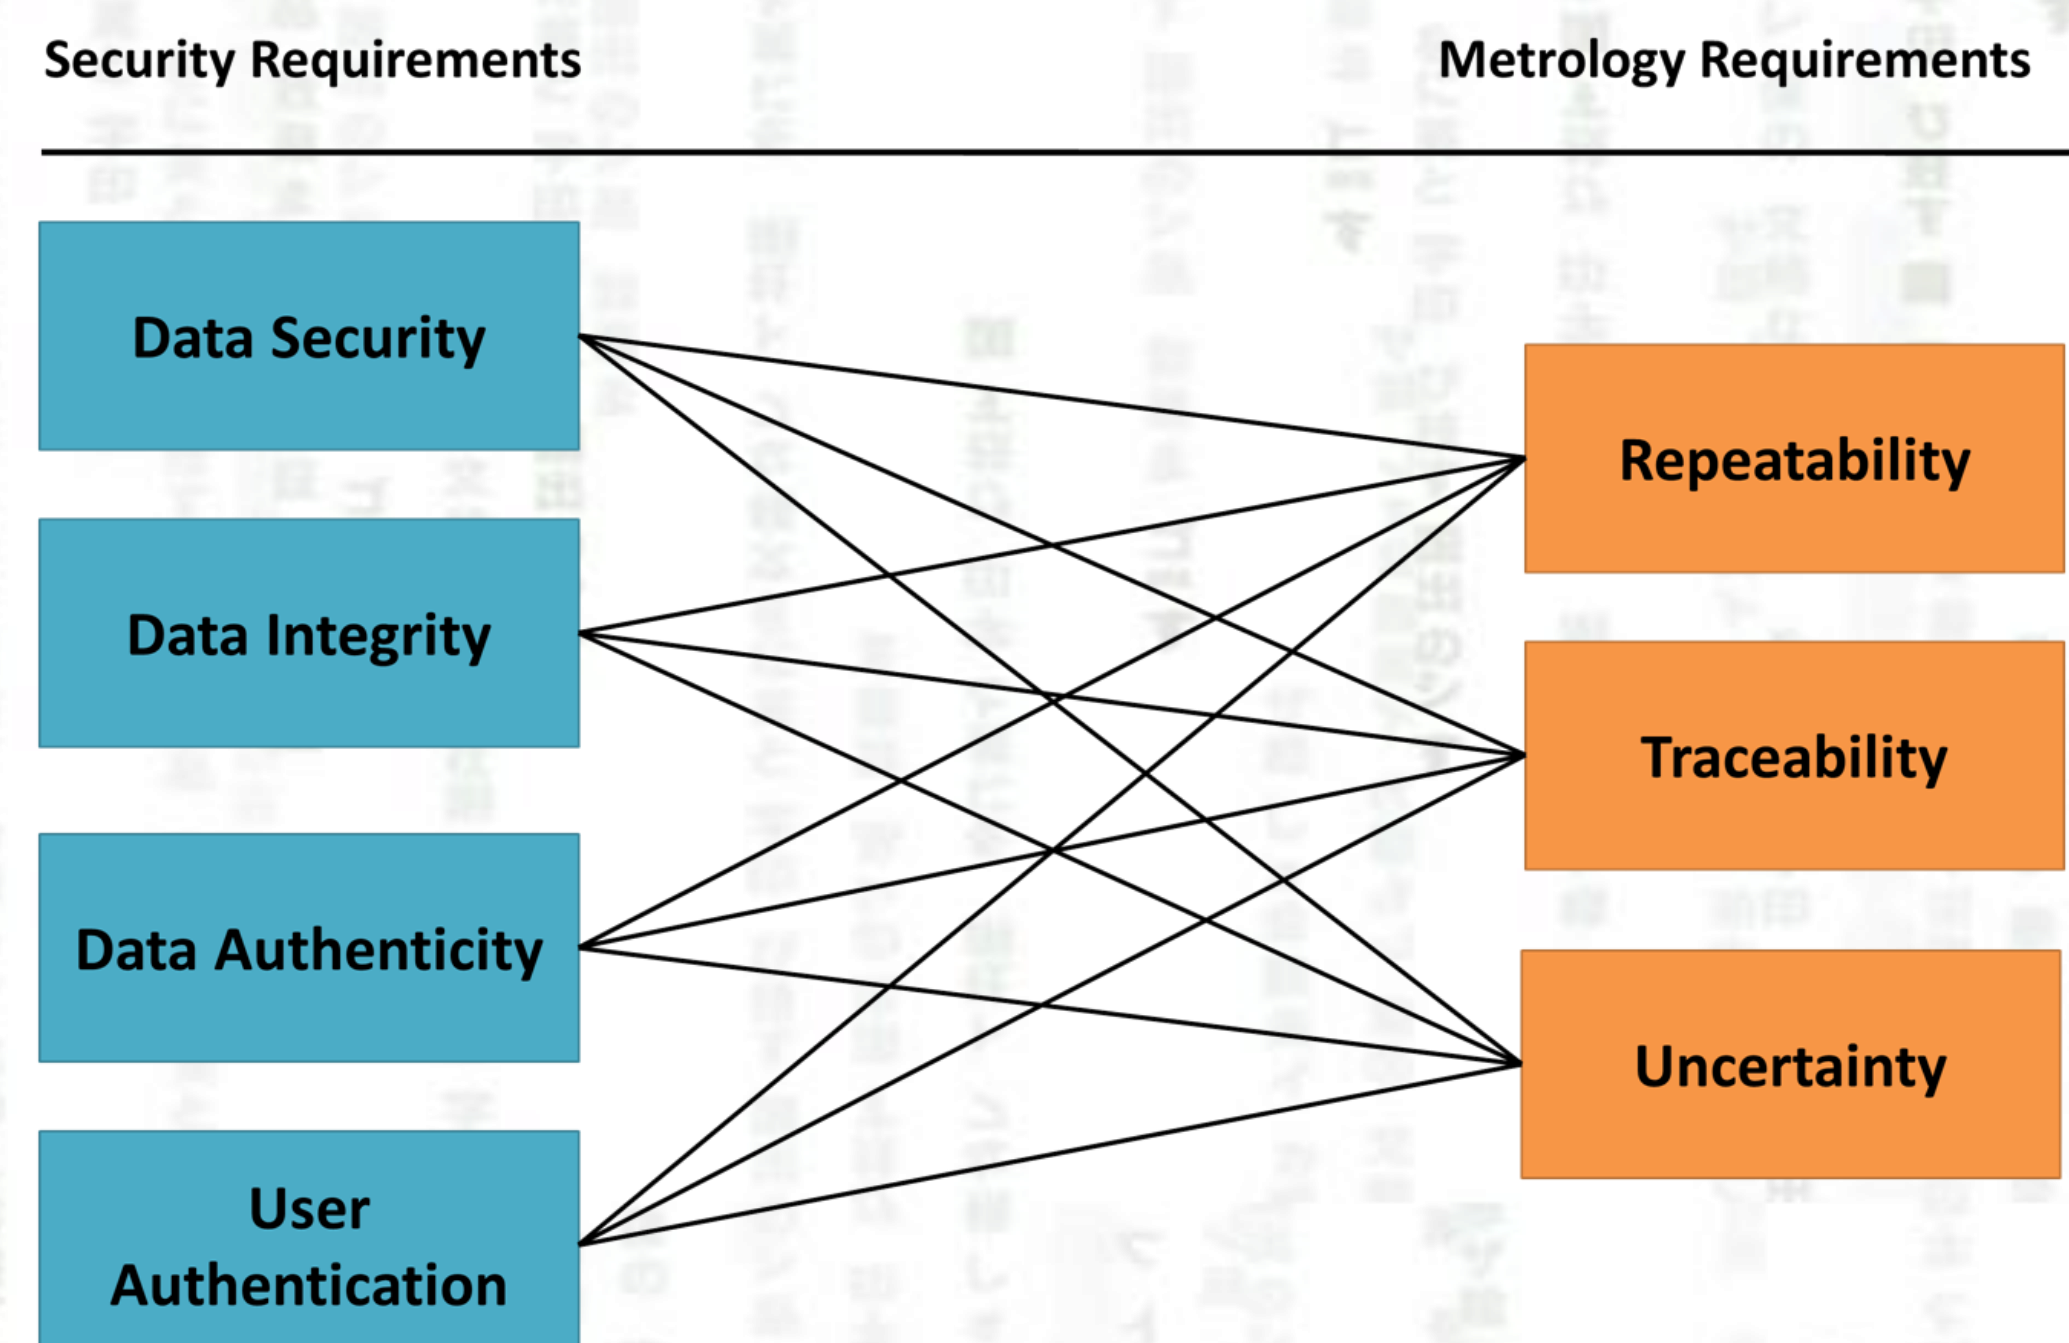 Security Requirements
Metrology Requirements
Data Security
Repeatability
Data Integrity
Traceability
Data Authenticity
Uncertainty
User
Authentication